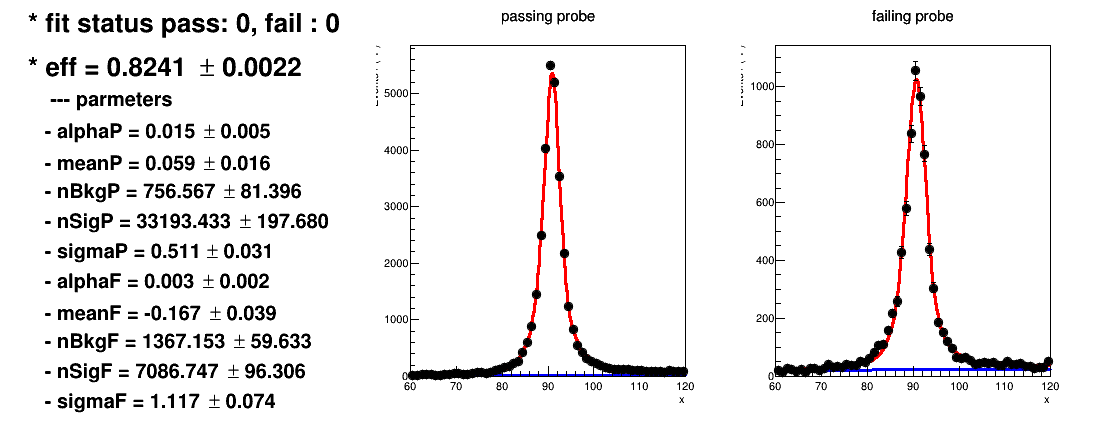 * fit status pass: 0, fail : 0
* eff = 0.8241 ± 0.0022
--- parmeters
- alphaP = 0.015 ± 0.005
- meanP = 0.059 ± 0.016
- nBkgP = 756.567 ± 81.396
- nSigP = 33193.433 ± 197.680
- sigmaP = 0.511 ± 0.031
- alphaF = 0.003 ± 0.002
- meanF = -0.167 ± 0.039
- nBkgF = 1367.153 ± 59.633
- nSigF = 7086.747 ± 96.306
- sigmaF = 1.117 ± 0.074
passing probe
5000
4000
3000
2000
1000
0
60 70 80 90 100 110 120
x
failing probe
1000
800
600
400
200
0
60 70 80 90 100 110 120
x